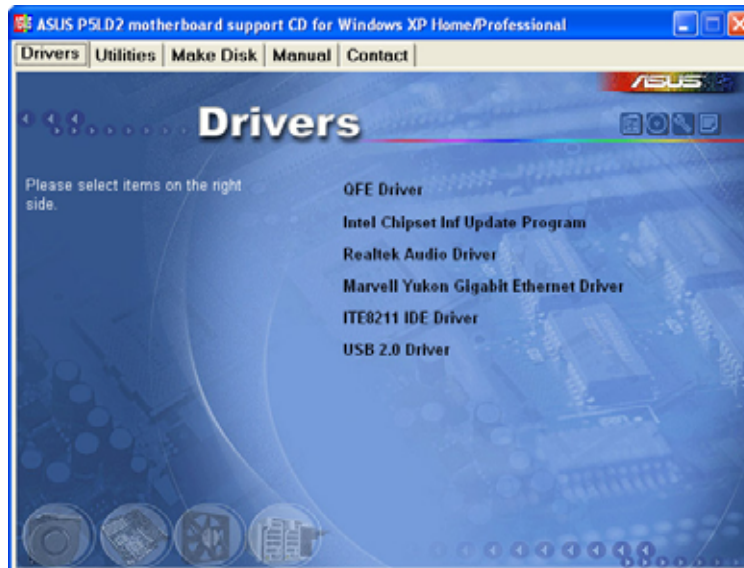 ASUS P5LD2 motherboard support CD for Windows XP Home/Professional
Drivers Utilities Make Disk Manual Contact
ASUS
Drivers
Please select items on the right
side.
QFE Driver
Intel Chipset Inf Update Program
Realtek Audio Driver
Marvell Yukon Gigabit Ethernet Driver
ITE8211 IDE Driver
USB 2.0 Driver